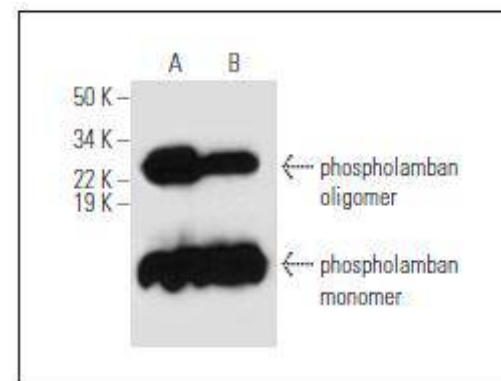 A B
50 K –
34 K –
22 K –
19 K –
phospholamban
oligomer
phospholamban
monomer